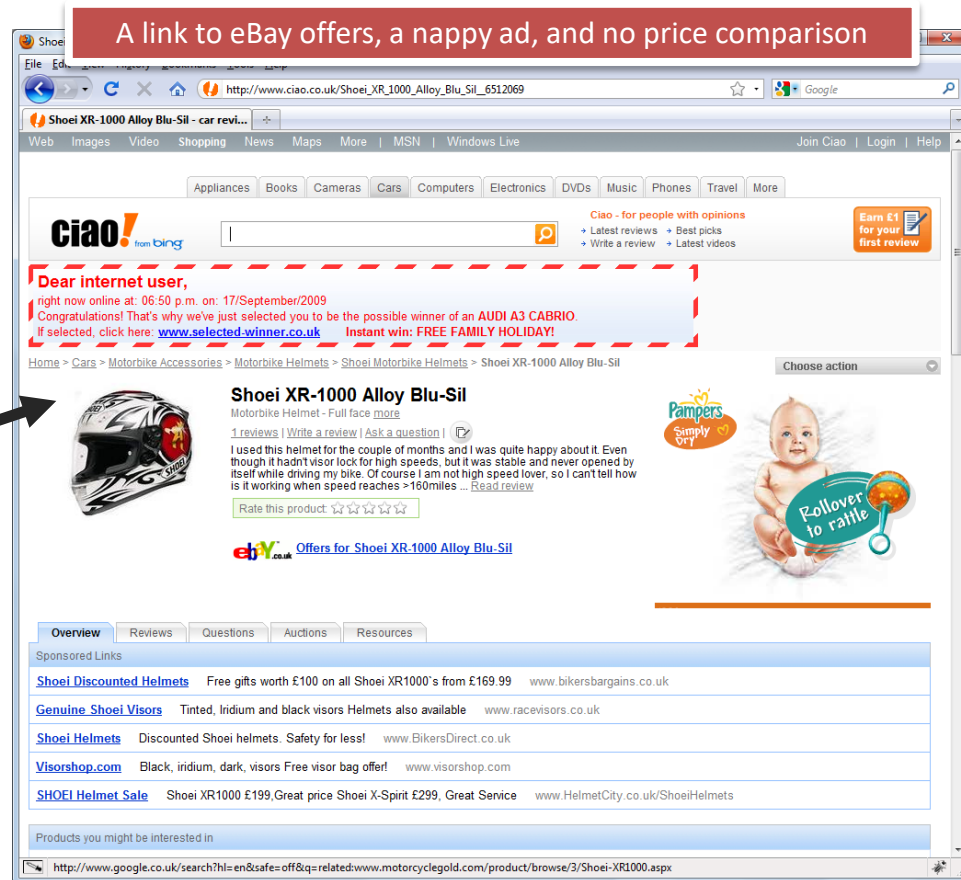 A link to eBay offers, a nappy ad, and no price comparison
Shoei
File Edit View History Bookmarks Tools Help
http://www.ciao.co.uk/Shoei_XR_1000_Alloy_Blu_Sil__6512069
Google
Shoei XR-1000 Alloy Blu-Sil - car revi...
Web Images Video Shopping News Maps More | MSN | Windows Live
Join Ciao | Login | Help
Appliances Books Cameras Cars Computers Electronics DVDs Music Phones Travel More
ciao! from bing
Ciao - for people with opinions
Latest reviews Best picks
Write a review Latest videos
Earn £1
for your
first review
Dear internet user,
right now online at: 06:50 p.m. on: 17/September/2009
Congratulations! That's why we've just selected you to be the possible winner of an AUDI A3 CABRIO.
If selected, click here: www.selected-winner.co.uk Instant win: FREE FAMILY HOLIDAY!
Home > Cars > Motorbike Accessories > Motorbike Helmets > Shoei Motorbike Helmets > Shoei XR-1000 Alloy Blu-Sil
Choose action
Shoei XR-1000 Alloy Blu-Sil
Motorbike Helmet - Full face more
1 reviews | Write a review | Ask a question |
I used this helmet for the couple of months and I was quite happy about it. Even
though it hadn't visor lock for high speeds, but it was stable and never opened by
itself while driving my bike. Of course I am not high speed lover, so I can't tell how
is it working when speed reaches >160miles ... Read review
Rate this product:
ebay.co.uk Offers for Shoei XR-1000 Alloy Blu-Sil
SHOEI
SHOEI
Pampers
Simply
Dry
Rollover
to rattle
Overview Reviews Questions Auctions Resources
Sponsored Links
Shoei Discounted Helmets Free gifts worth £100 on all Shoei XR1000`s from £169.99 www.bikersbargains.co.uk
Genuine Shoei Visors Tinted, Iridium and black visors Helmets also available www.racevisors.co.uk
Shoei Helmets Discounted Shoei helmets. Safety for less! www.BikersDirect.co.uk
Visorshop.com Black, iridium, dark, visors Free visor bag offer! www.visorshop.com
SHOEI Helmet Sale Shoei XR1000 £199,Great price Shoei X-Spirit £299, Great Service www.HelmetCity.co.uk/ShoeiHelmets
Products you might be interested in
http://www.google.co.uk/search?hl=en&safe=off&q=related:www.motorcyclegold.com/product/browse/3/Shoei-XR1000.aspx